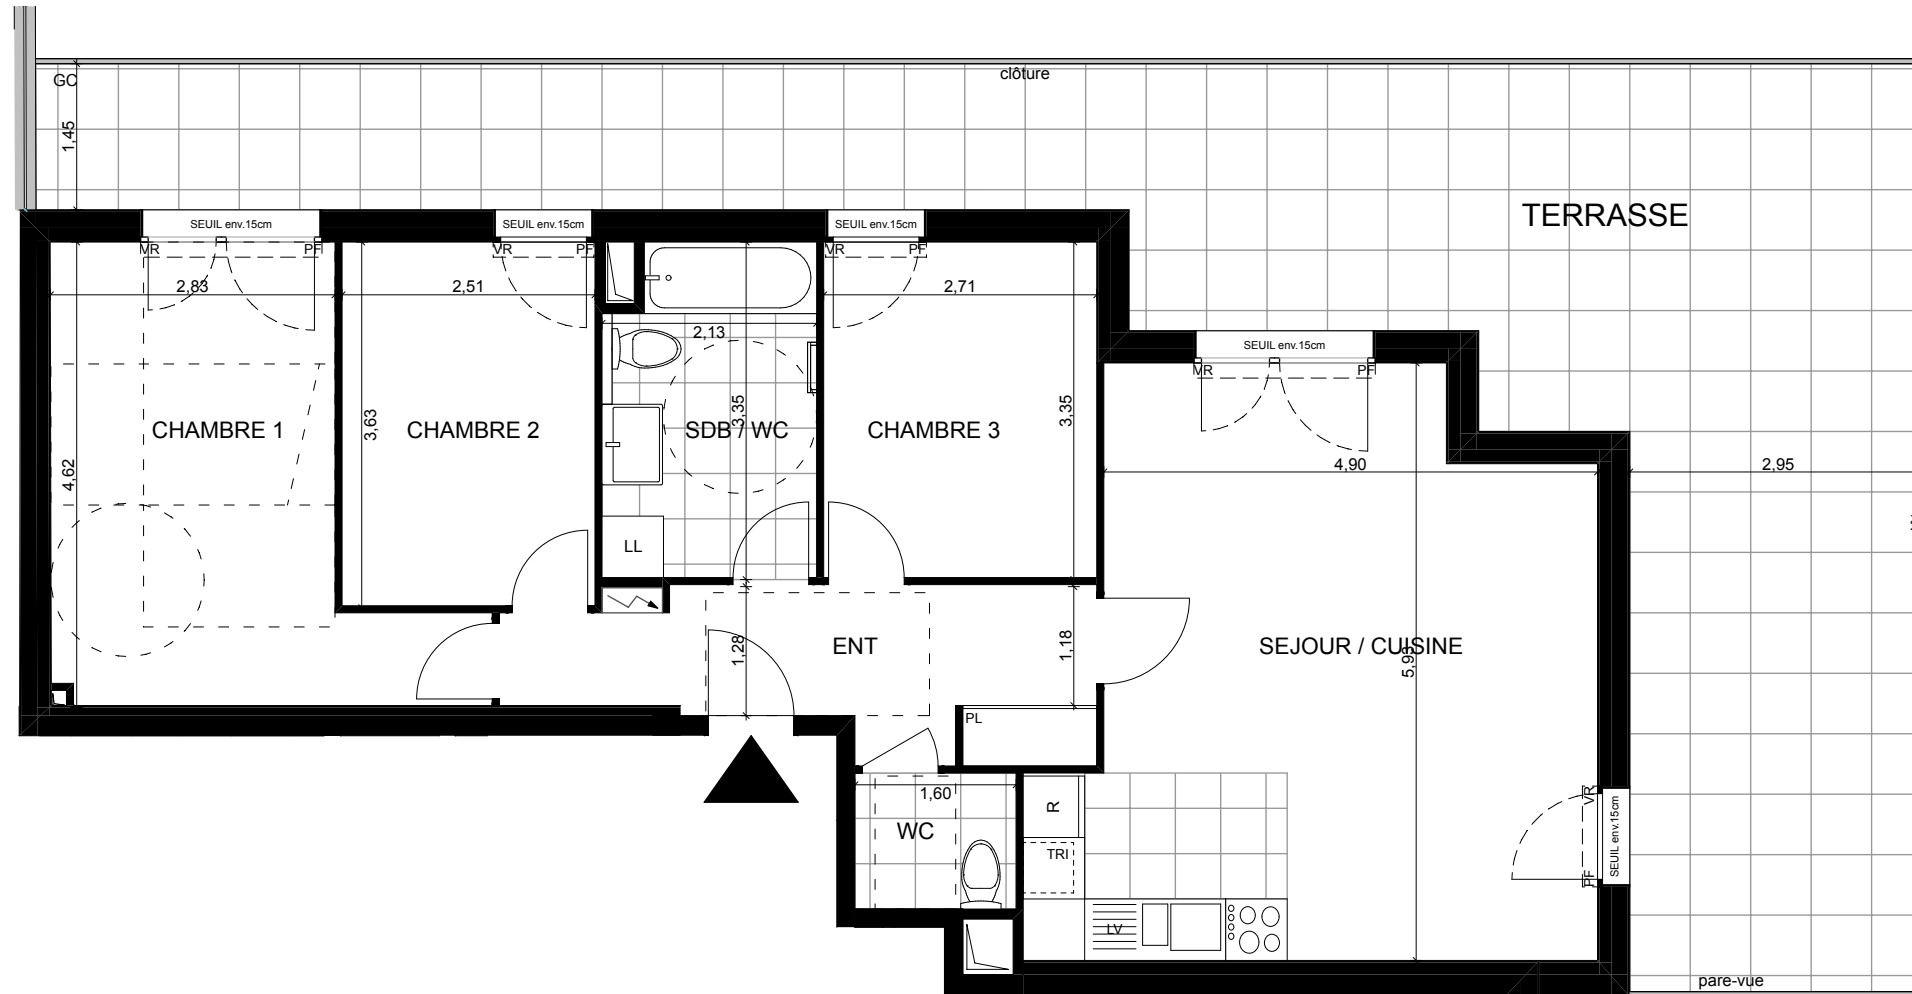 clôture
GC
1,45
TERRASSE
SEUIL env.15cm
SEUIL env.15cm
SEUIL env.15cm
VR
PF
VR
PF
VR
PF
2,83
2,51
2,71
2,13
SEUIL env.15cm
VR
PF
CHAMBRE 1
3,63
CHAMBRE 2
3,35
SDB / WC
CHAMBRE 3
3,35
4,62
4,90
2,95
LL
1,28
ENT
1,18
SEJOUR / CUISINE
5,93
PL
1,60
R
VR
SEUIL env.15cm
PF
WC
TRI
LV
pare-vue